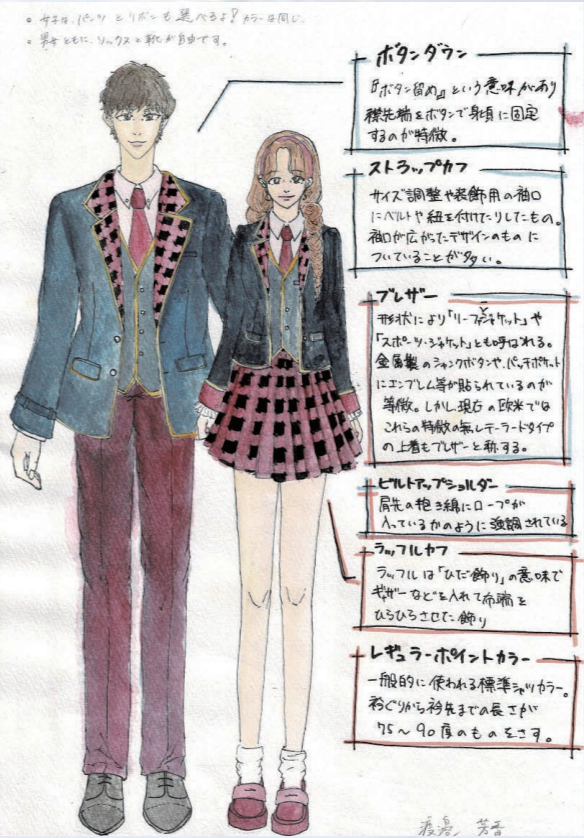 。女子は、パンツとリボンも選べるよ! カラーは同じ.
。男女ともに、ソックスと靴が自由です。
ボタンダウン
『ボタン留め』という意味があり
襟先端をボタンで身頃に固定
するのが特徴。
ストラップカフ
サイズ調整や装飾用の袖口
にベルトや紐を付けたりしたもの。
袖口が広がったデザインのものに
ついていることが多い。
ブレザー
形状により「リーファージャケット」や
「スポーツ・ジャケット」とも呼ばれる。
金属製のシャンクボタンや、パッチポケット
にエンブレム等が貼られているのが
等徴。しかし、現在の欧米では
これらの特徴の無いテーラードタイプ
の上着もブレザーと称する。
ビルトアップショルダー
肩先の抱き綿にロープが
入っているかのように強調されている
ラッフルカフ
ラッフルは「ひだ飾り」の意味で
ギャザーなどを入れて布端を
ひらひらさせた飾り
レギュラーポイントカラー
一般的に使われる標準シャツカラー。
衿ぐりから衿先までの長さが
75～90度のものをさす。
渡邉 芳香